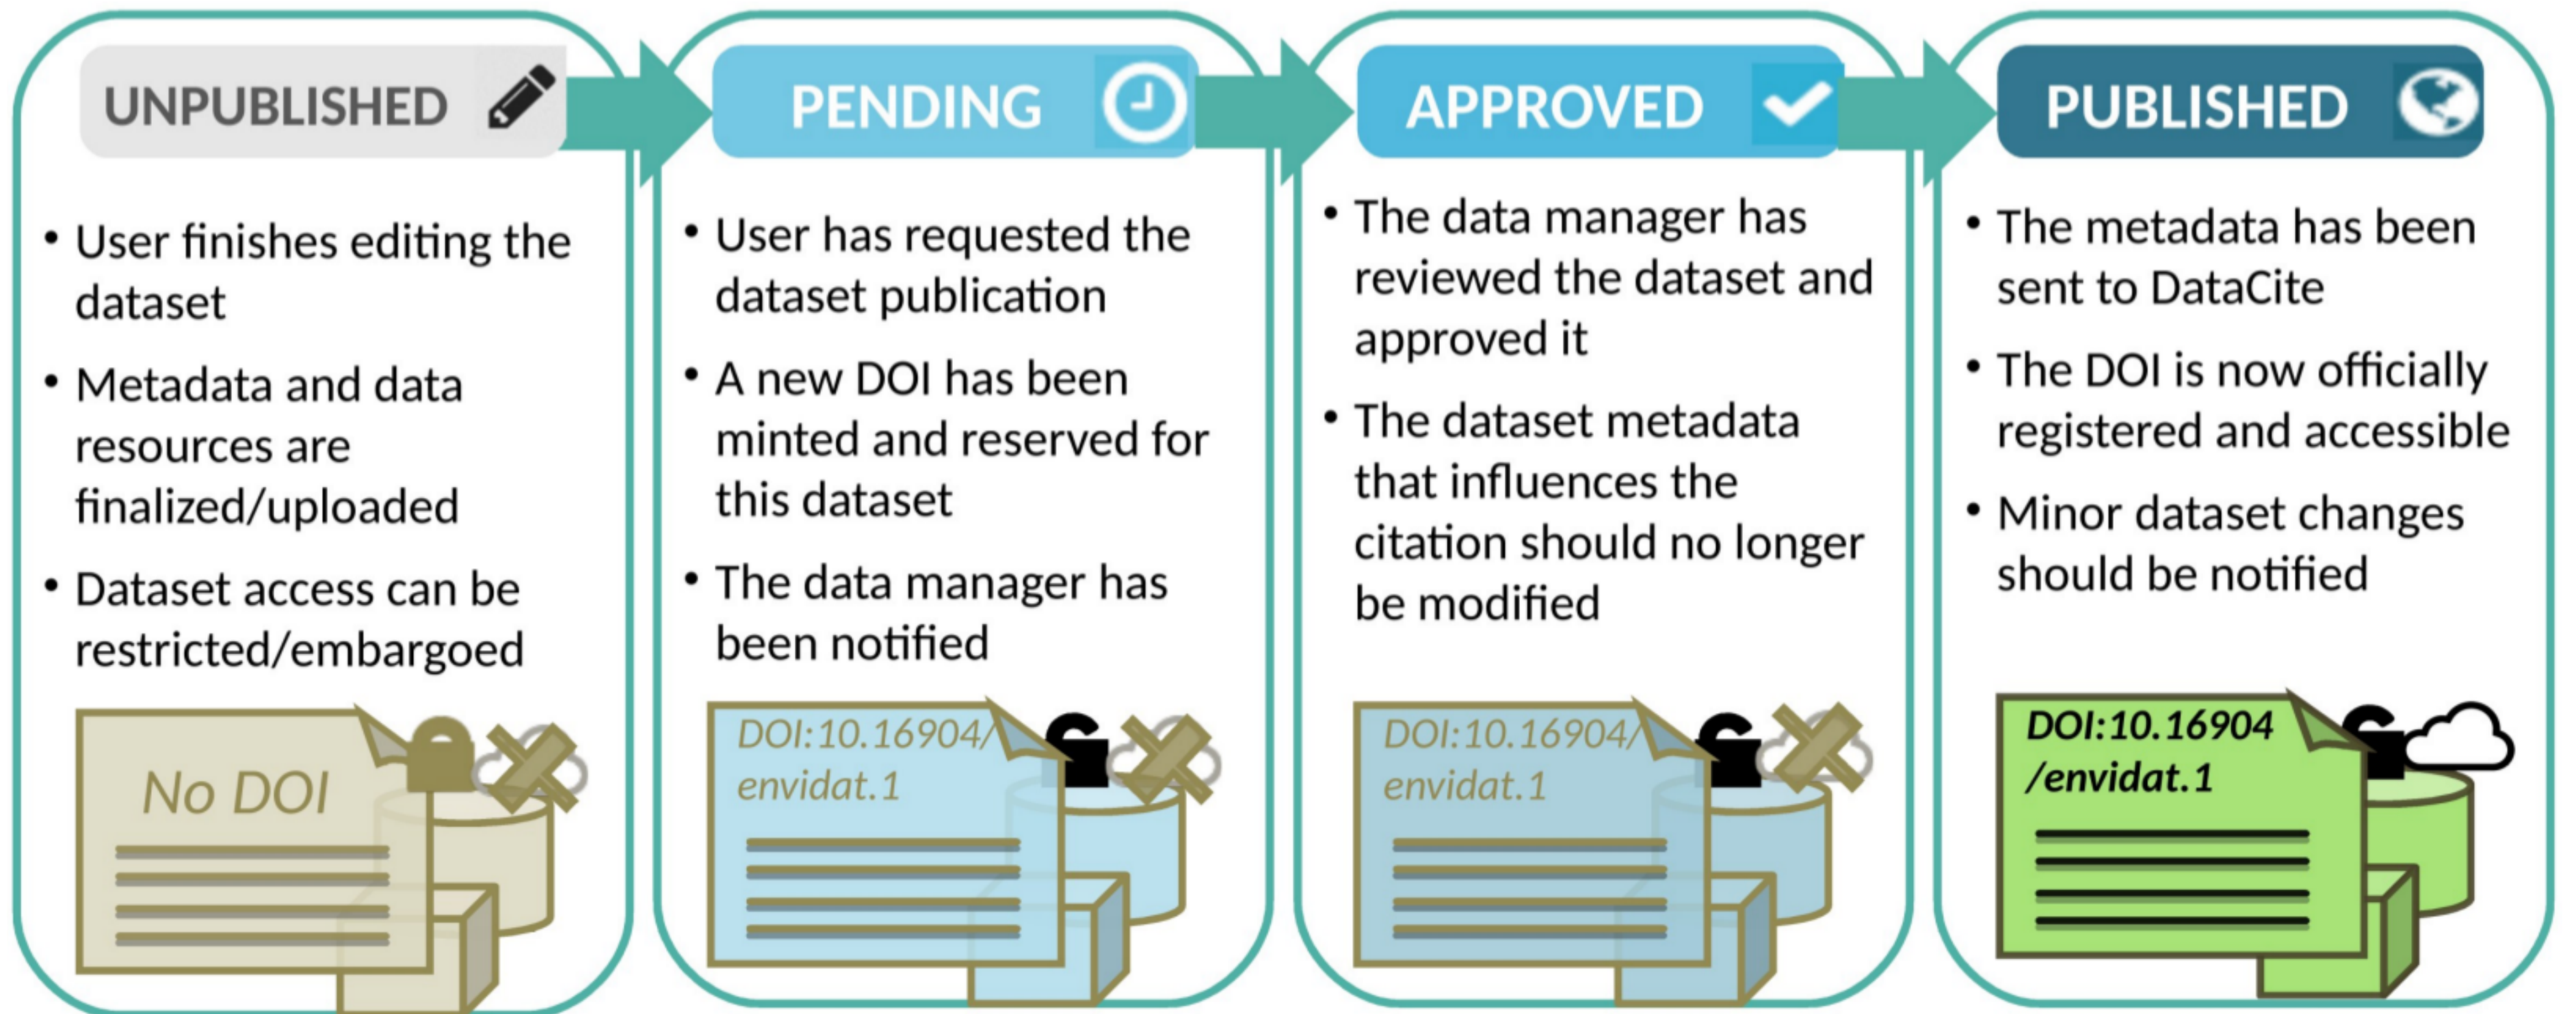 UNPUBLISHED
• User finishes editing the
dataset
• Metadata and data
resources are
finalized/uploaded
• Dataset access can be
restricted/embargoed
No DOI
PENDING
• User has requested the
dataset publication
• A new DOI has been
minted and reserved for
this dataset
• The data manager has
been notified
DOI:10.16904/
envidat.1
APPROVED
• The data manager has
reviewed the dataset and
approved it
• The dataset metadata
that influences the
citation should no longer
be modified
DOI:10.16904/
envidat.1
PUBLISHED
• The metadata has been
sent to DataCite
• The DOI is now officially
registered and accessible
• Minor dataset changes
should be notified
DOI:10.16904
/envidat.1